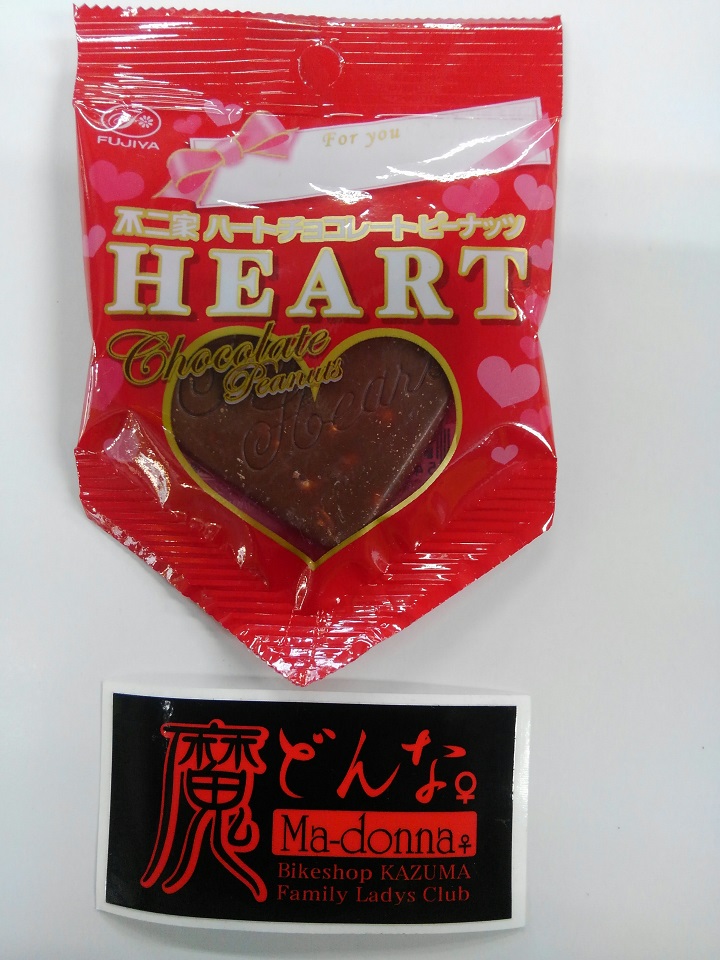 FUJIYA
For you
不二家 ハートチョコレートピーナッツ
HEART
Chocolate
Peanuts
Heart
魔どんな♀
Ma-donna♀
Bikeshop KAZUMA
Family Ladys Club